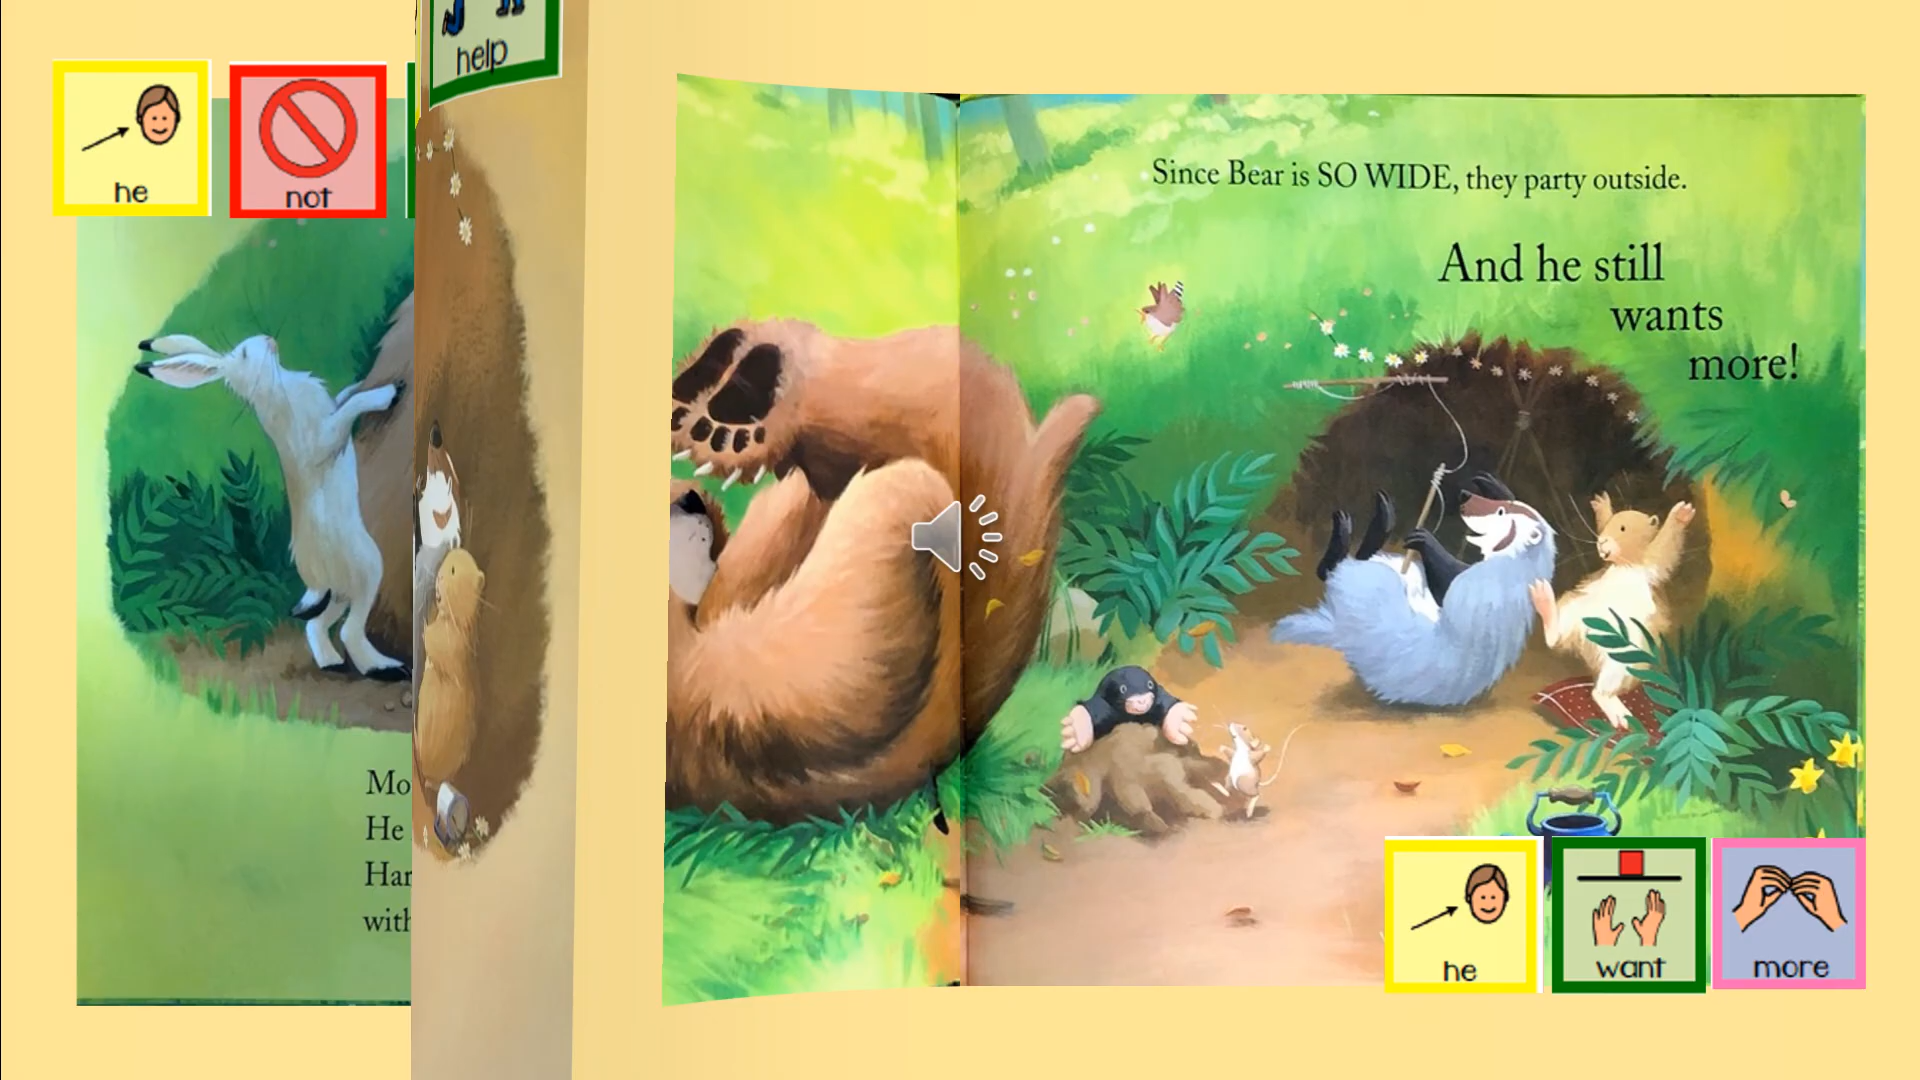 he
not
help
Since Bear is SO WIDE, they party outside.
And he still
wants
more!
Mo
He
Har
with
he
want
more